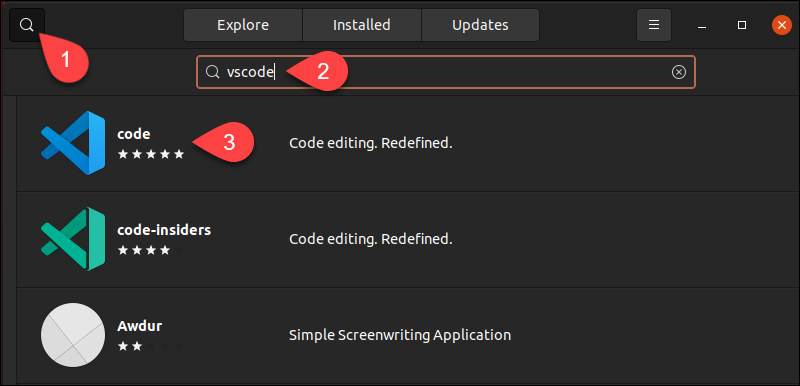 Explore Installed Updates
1
vscode
2
code
Code editing. Redefined.
3
code-insiders
Code editing. Redefined.
Awdur
Simple Screenwriting Application